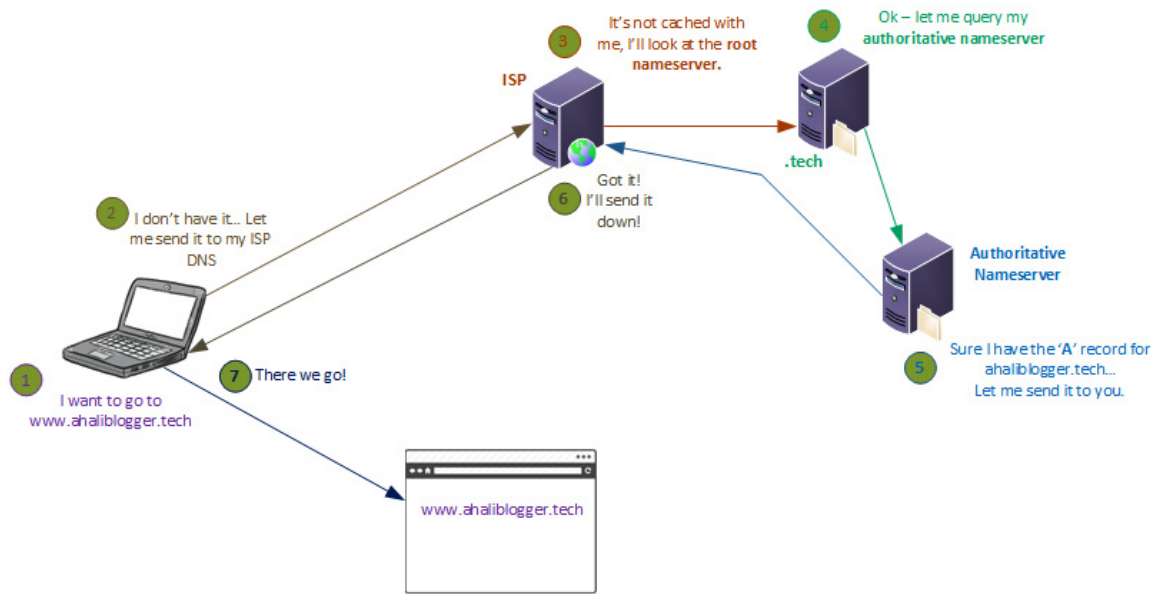 1
I want to go to
www.ahaliblogger.tech
2
I don't have it... Let
me send it to my ISP
DNS
ISP
3
It's not cached with
me, I'll look at the root
nameserver.
4
Ok – let me query my
authoritative nameserver
.tech
Authoritative
Nameserver
5
Sure I have the 'A' record for
ahaliblogger.tech...
Let me send it to you.
6
Got it!
I'll send it
down!
7
There we go!
www.ahaliblogger.tech